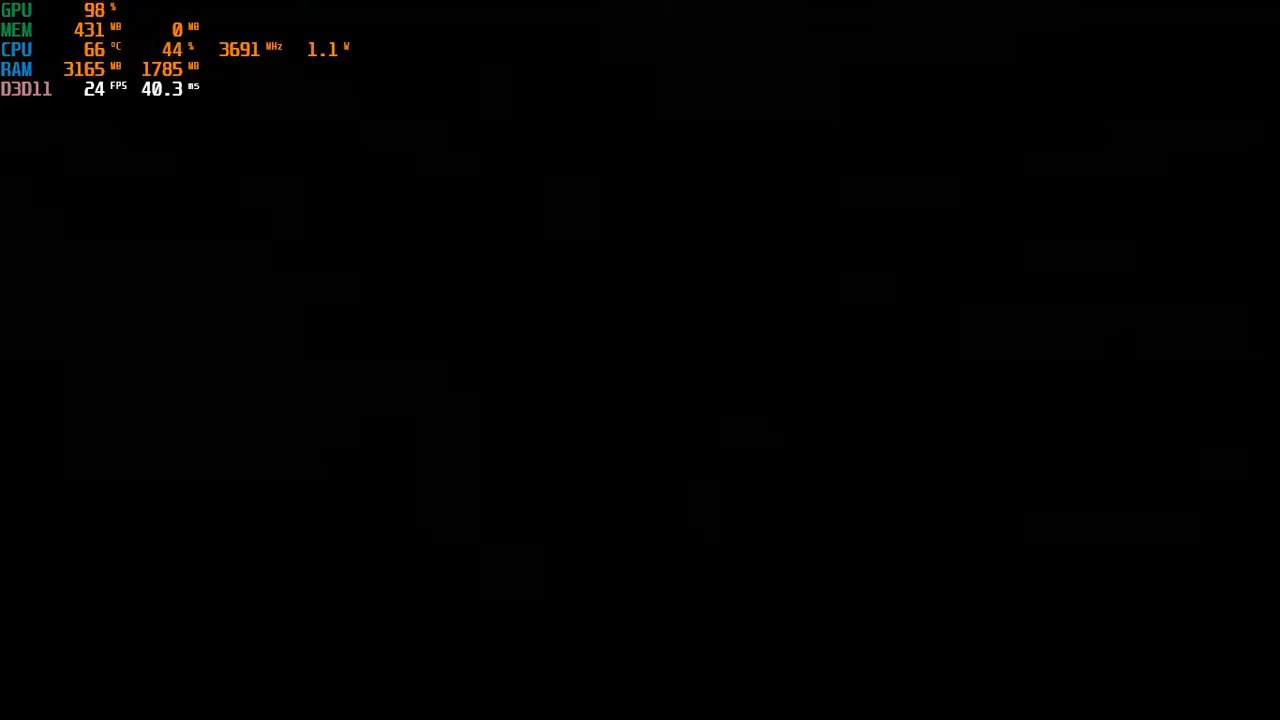 GPU 98 %
MEM 431 MB 0 MB
CPU 66 °C 44 % 3691 MHz 1.1 W
RAM 3165 MB 1785 MB
D3D11 24 FPS 40.3 ms